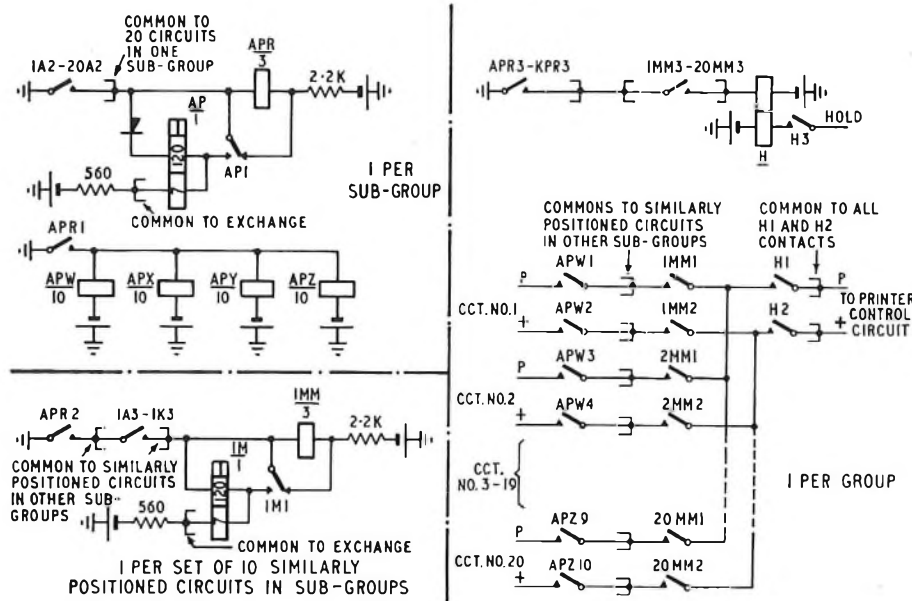 COMMON TO
20 CIRCUITS
IN ONE
SUB-GROUP
1A2-20A2
APR
3
2·2K
AP
1
120
AP1
560
COMMON TO EXCHANGE
1 PER
SUB-GROUP
APR1
APW
10
APX
10
APY
10
APZ
10
APR2
1A3-1K3
1MM
3
2·2K
COMMON TO SIMILARLY
POSITIONED CIRCUITS
IN OTHER SUB-
GROUPS
1M
1
120
1M1
560
COMMON TO EXCHANGE
1 PER SET OF 10 SIMILARLY
POSITIONED CIRCUITS IN SUB-GROUPS
APR3-KPR3
1MM3-20MM3
HOLD
H
H3
COMMONS TO SIMILARLY
POSITIONED CIRCUITS
IN OTHER SUB-GROUPS
COMMON TO ALL
H1 AND H2
CONTACTS
P
APW1
1MM1
H1
P
CCT. NO.1
TO PRINTER
CONTROL
CIRCUIT
+
APW2
1MM2
H2
+
P
APW3
2MM1
CCT. NO.2
+
APW4
2MM2
CCT.
NO.3-19
1 PER GROUP
P
APZ9
20MM1
CCT. NO.20
+
APZ10
20MM2